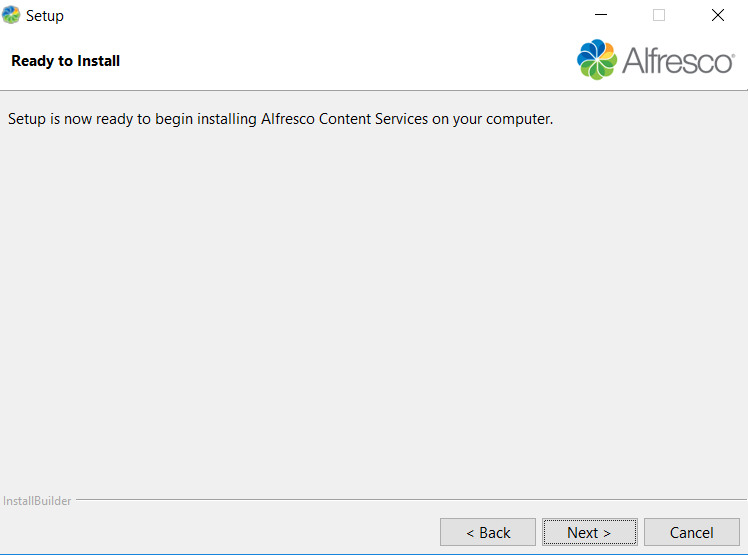 Setup
Ready to Install
Alfresco®
Setup is now ready to begin installing Alfresco Content Services on your computer.
InstallBuilder
< Back
Next >
Cancel